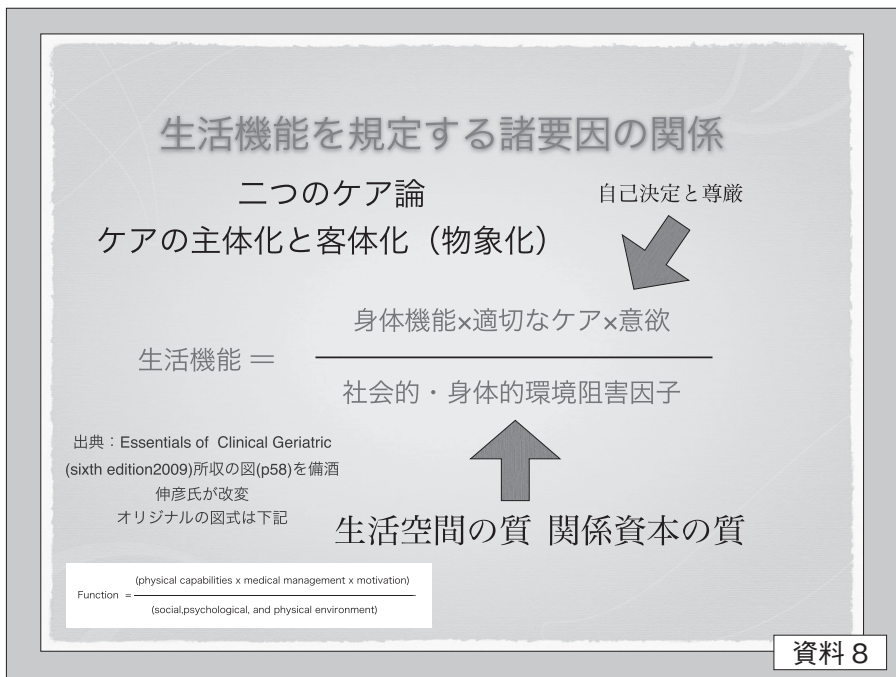 生活機能を規定する諸要因の関係
二つのケア論
自己決定と尊厳
ケアの主体化と客体化（物象化）
身体機能×適切なケア×意欲
生活機能＝
社会的・身体的環境阻害因子
出典：Essentials of Clinical Geriatric
(sixth edition2009)所収の図(p58)を備酒
伸彦氏が改変
オリジナルの図式は下記
生活空間の質 関係資本の質
(physical capabilities x medical management x motivation)
Function =
(social,psychological, and physical environment)
資料 8